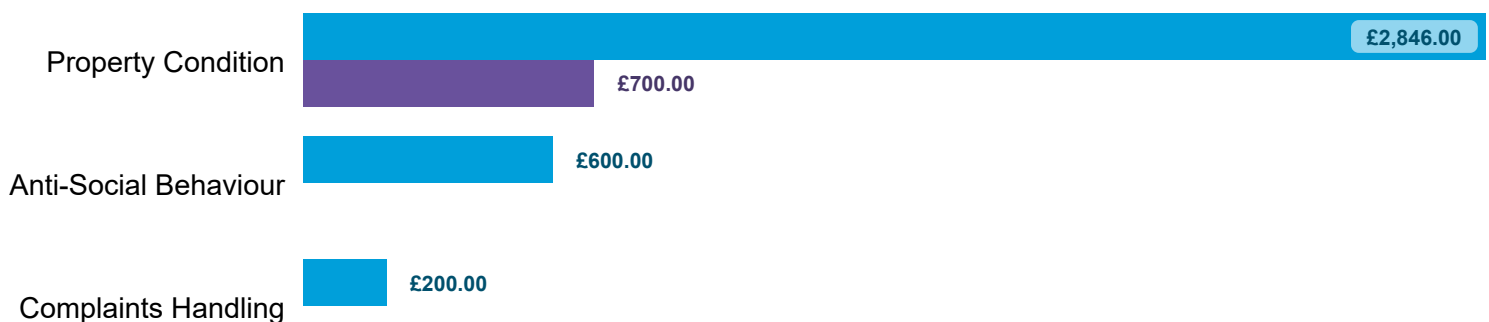 £2,846.00
Property Condition
£700.00
£600.00
Anti-Social Behaviour
£200.00
Complaints Handling